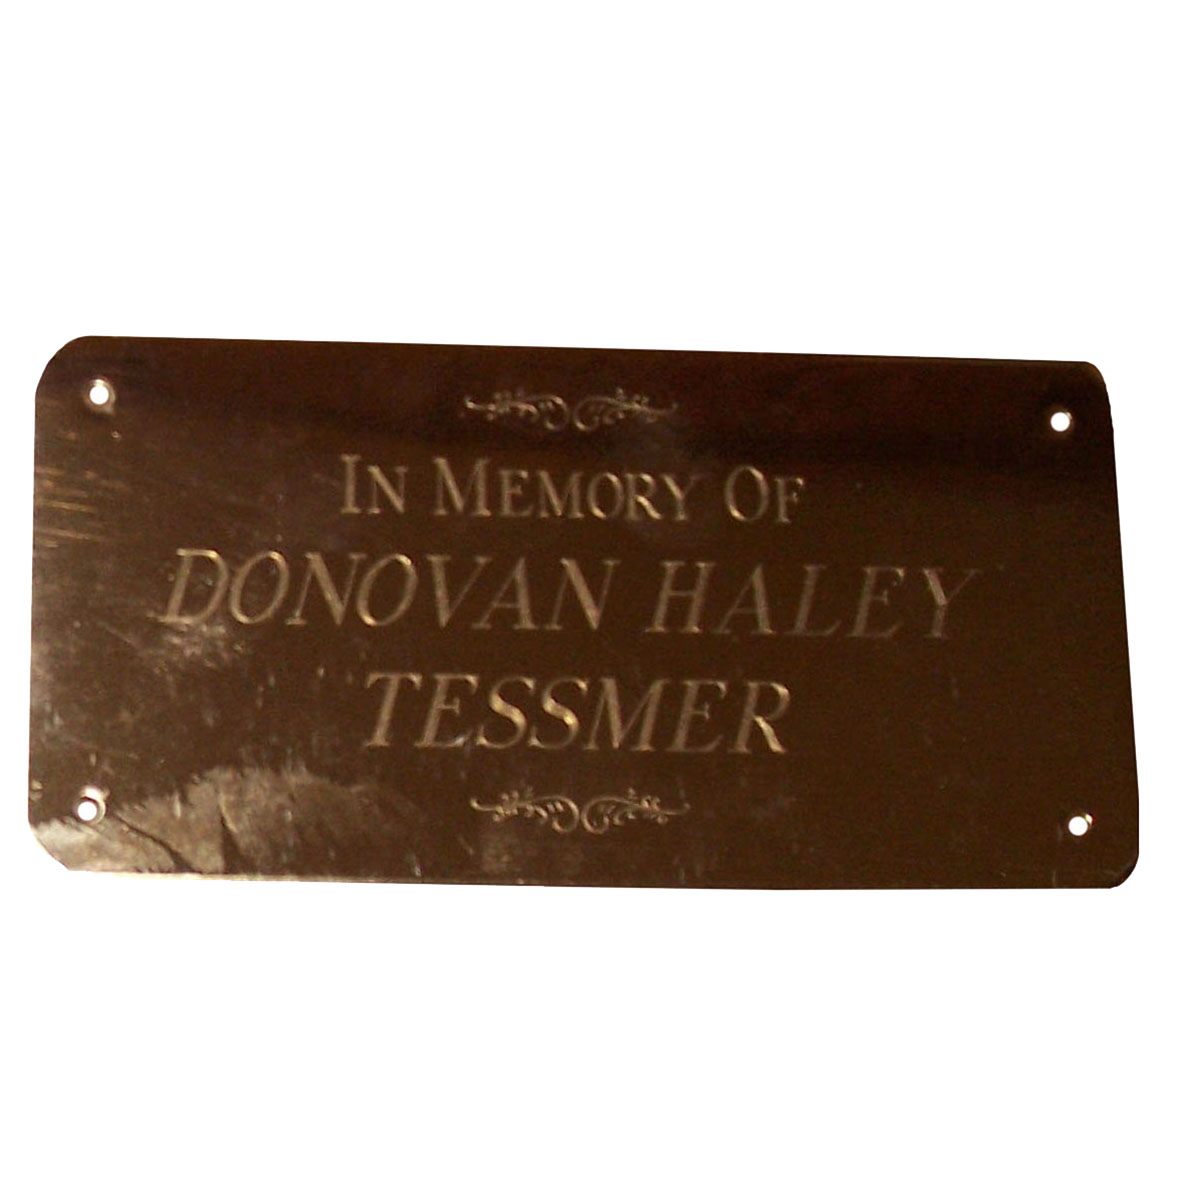 In Memory Of
DONOVAN HALEY
TESSMER